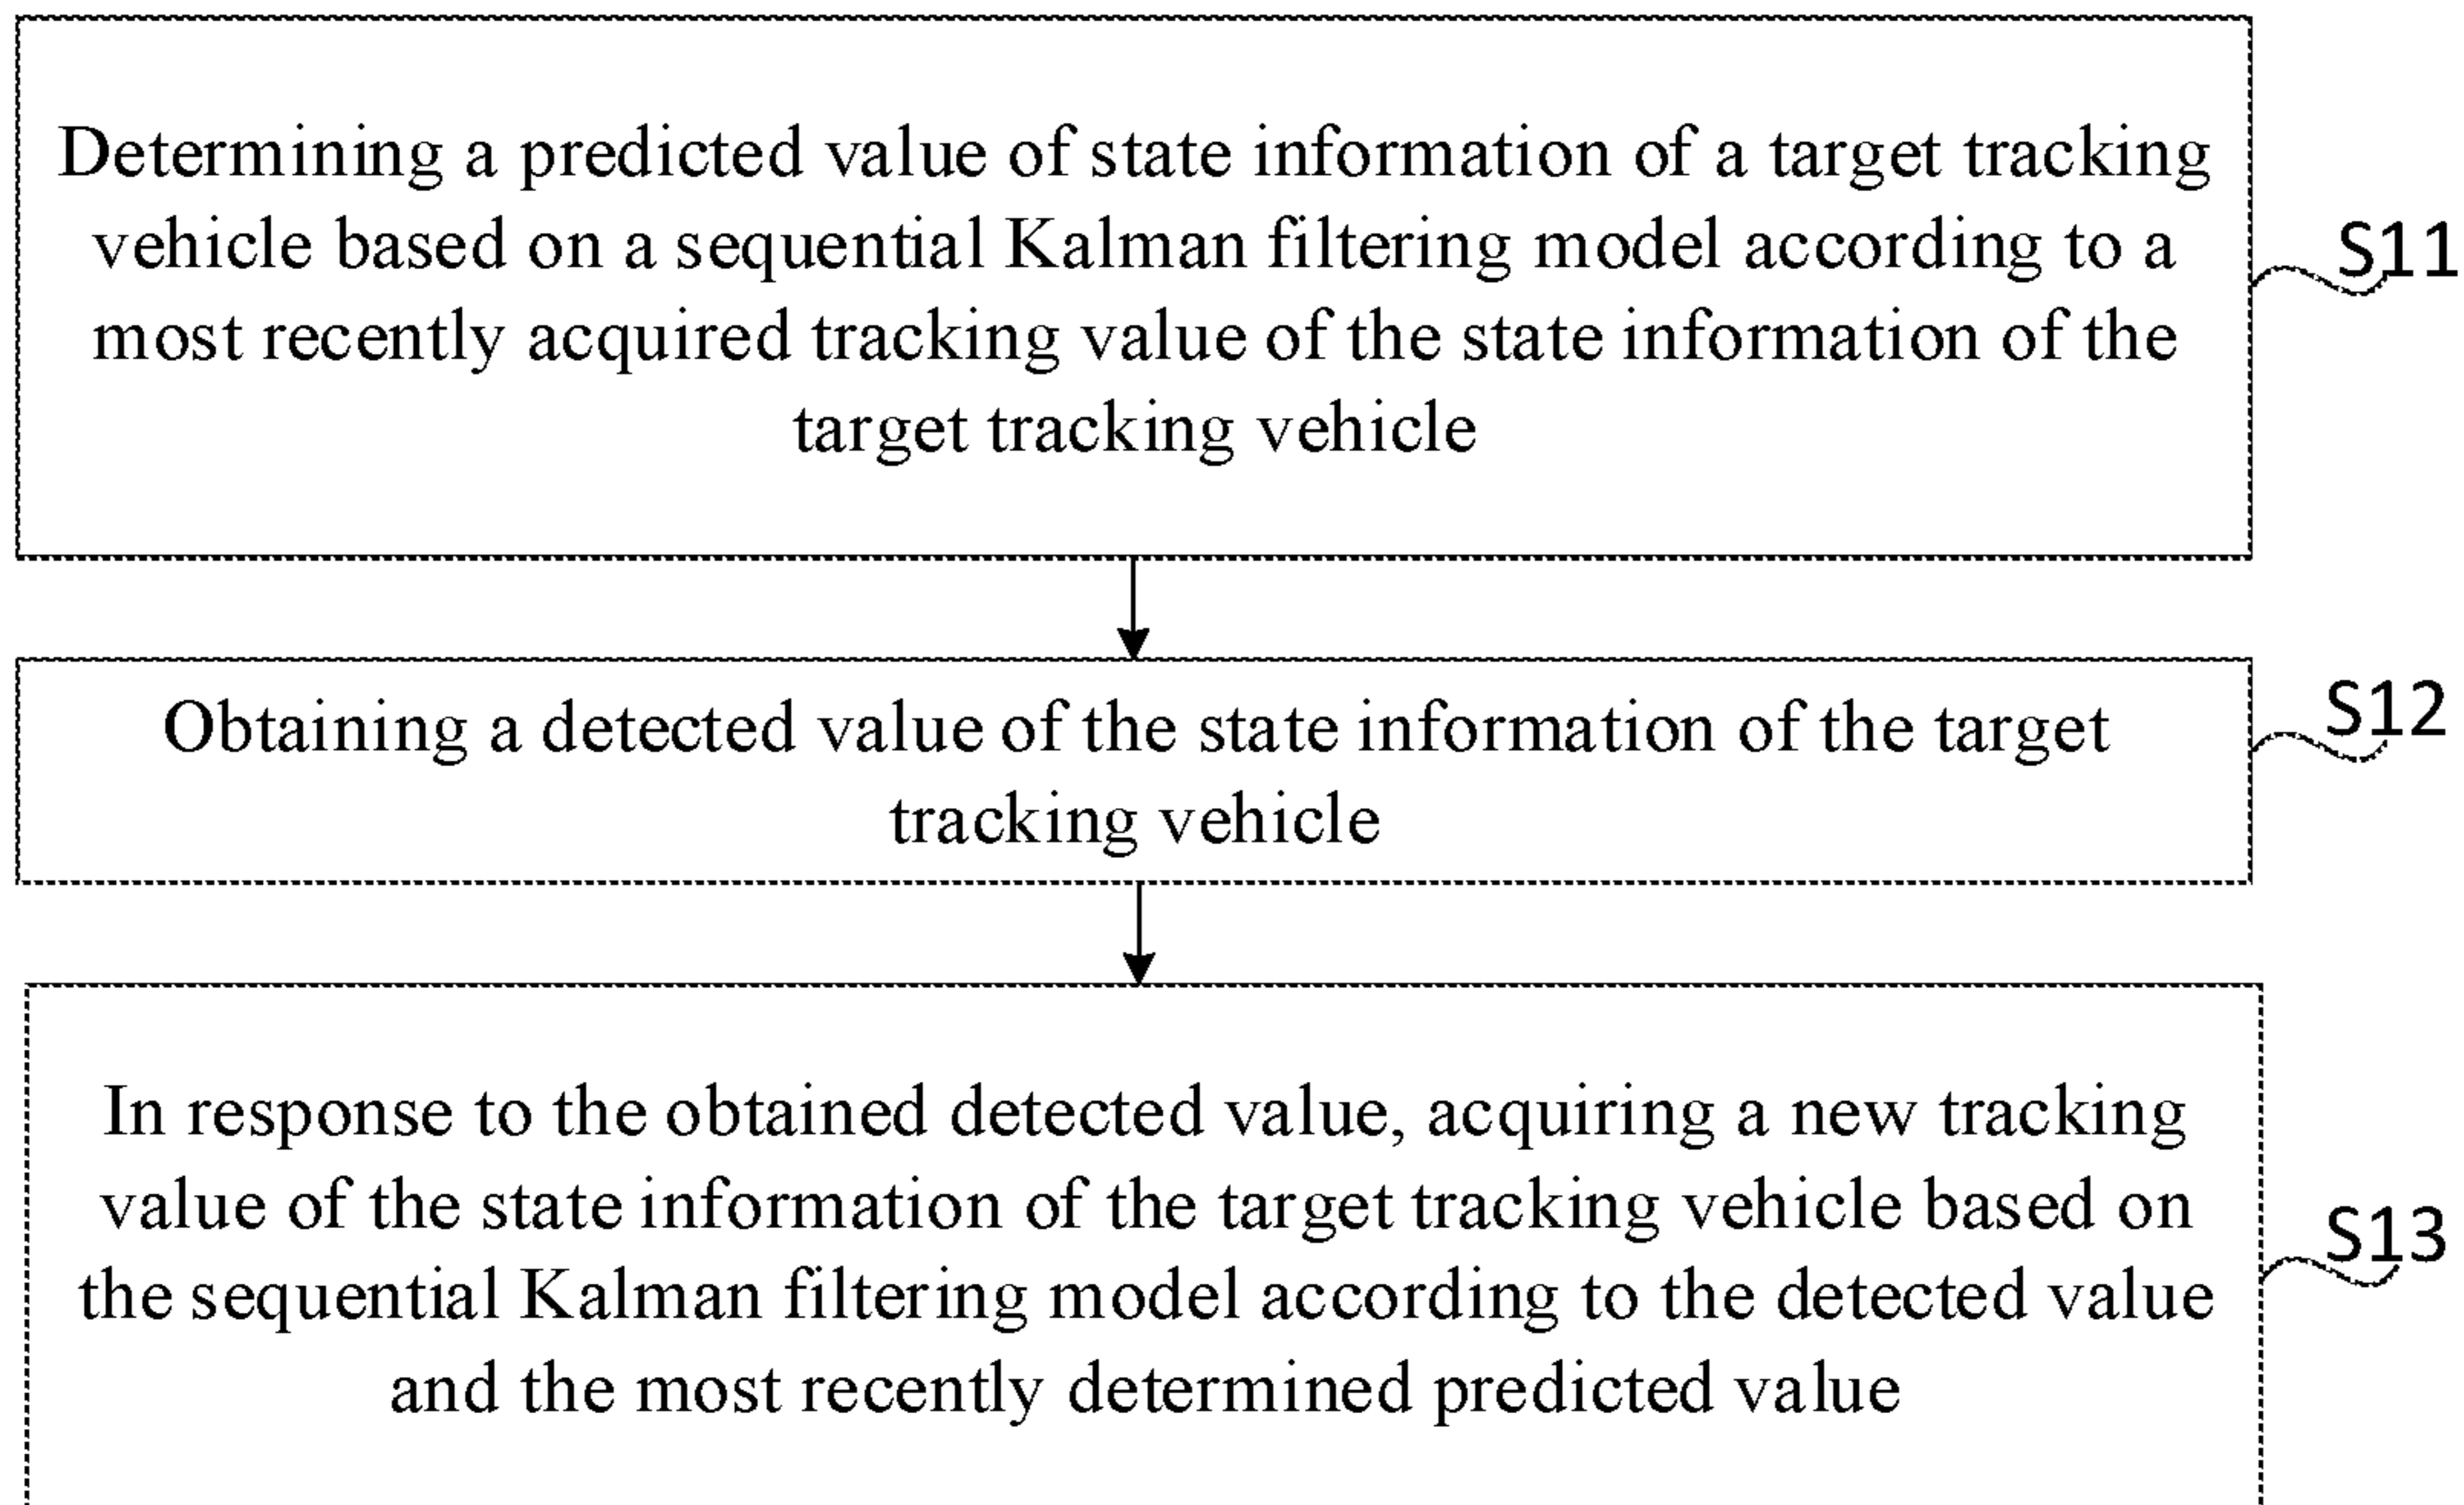 Determining a predicted value of state information of a target tracking
vehicle based on a sequential Kalman filtering model according to a
most recently acquired tracking value of the state information of the
target tracking vehicle
S11
Obtaining a detected value of the state information of the target
tracking vehicle
S12
In response to the obtained detected value, acquiring a new tracking
value of the state information of the target tracking vehicle based on
the sequential Kalman filtering model according to the detected value
and the most recently determined predicted value
S13